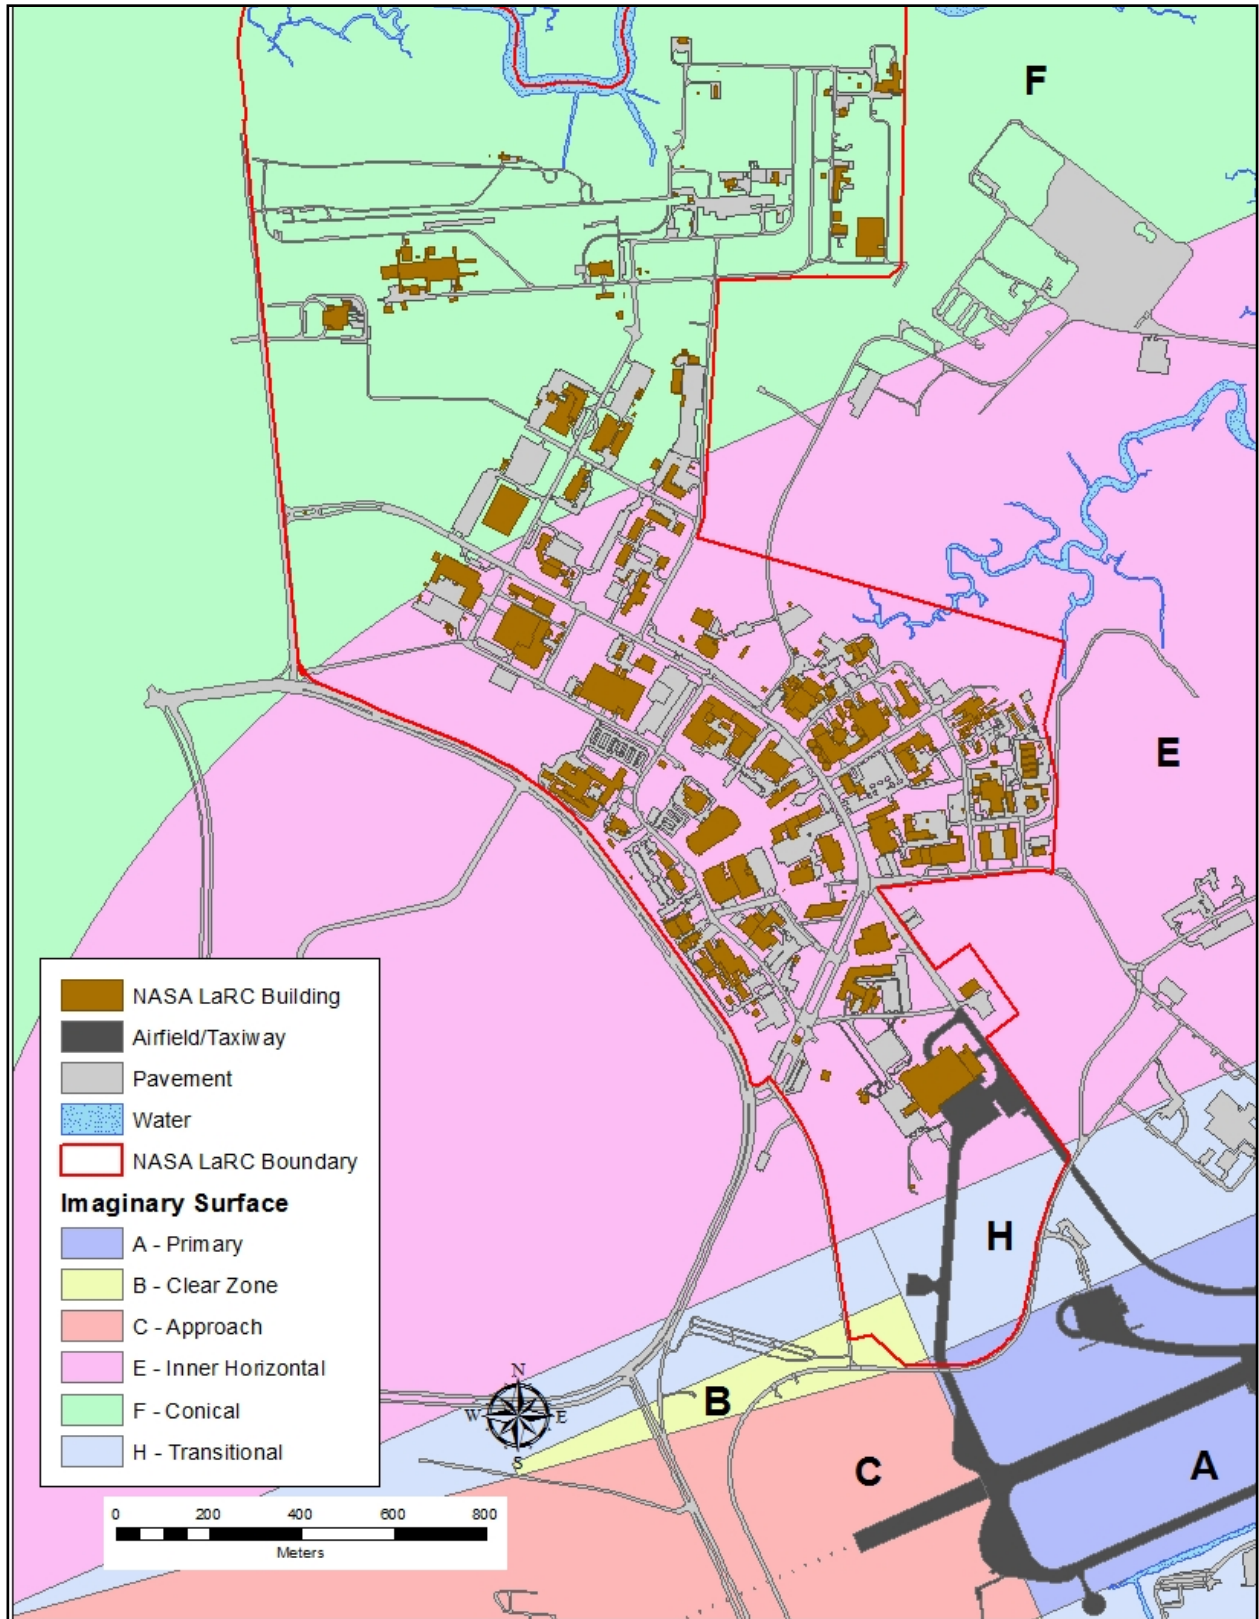 F
E
NASA LaRC Building
Airfield/Taxiway
Pavement
Water
NASA LaRC Boundary
Imaginary Surface
A - Primary
B - Clear Zone
C - Approach
E - Inner Horizontal
F - Conical
H - Transitional
H
N
W E
S
B
C
A
0 200 400 600 800
Meters